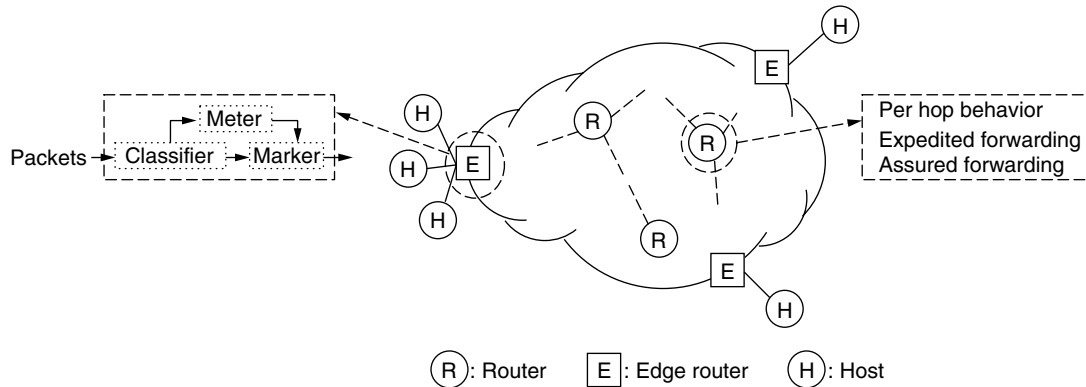 H
E
H
Meter
Packets
Classifier
Marker
H
E
H
R
R
Per hop behavior
Expedited forwarding
Assured forwarding
H
R
E
H
R : Router
E : Edge router
H : Host